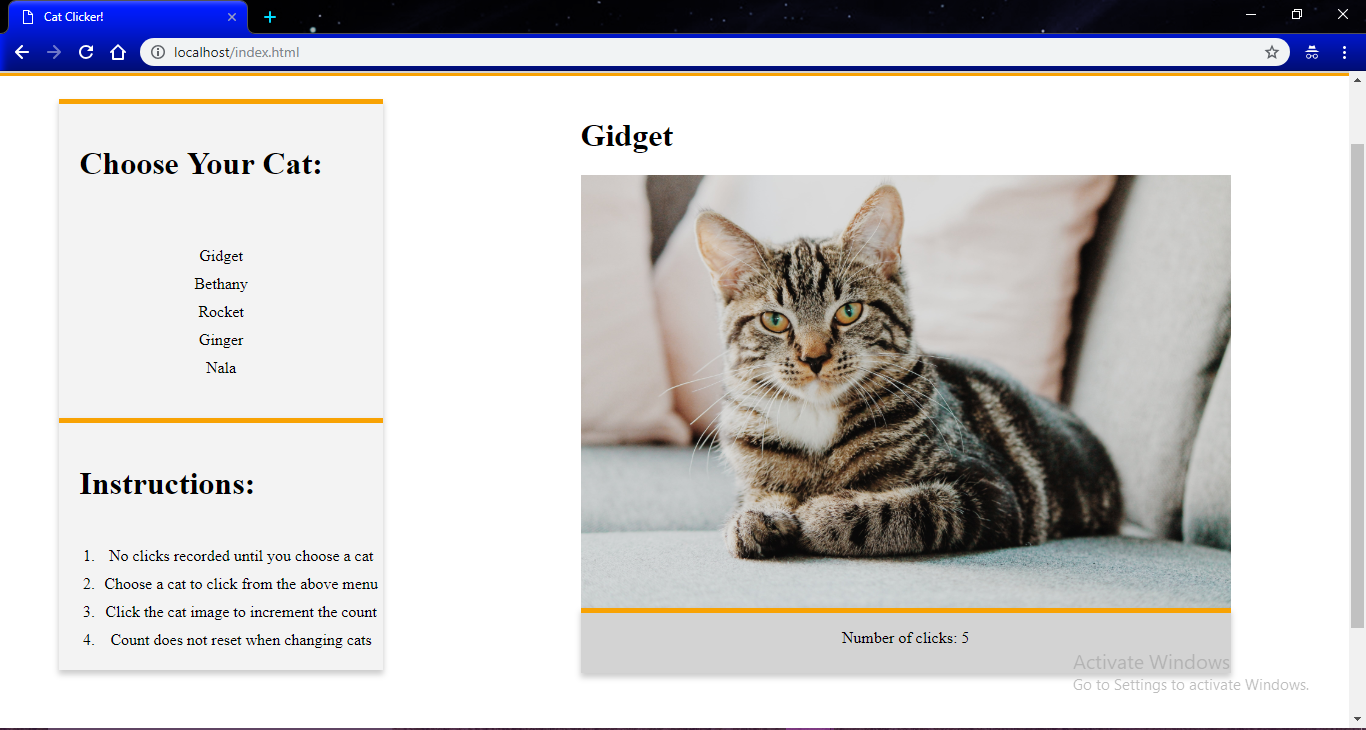 Cat Clicker!
localhost/index.html
Choose Your Cat:
Gidget
Bethany
Rocket
Ginger
Nala
Instructions:
1. No clicks recorded until you choose a cat
2. Choose a cat to click from the above menu
3. Click the cat image to increment the count
4. Count does not reset when changing cats
Gidget
Number of clicks: 5
Activate Windows
Go to Settings to activate Windows.